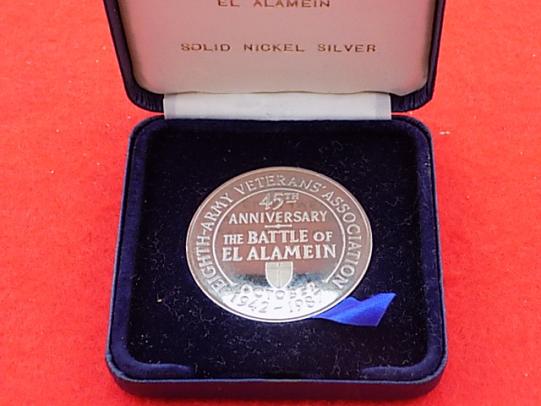 EL ALAMEIN
SOLID NICKEL SILVER
EIGHTH-ARMY VETERANS' ASSOCIATION
45TH
ANNIVERSARY
THE BATTLE OF
EL ALAMEIN
OCTOBER
1942-1987